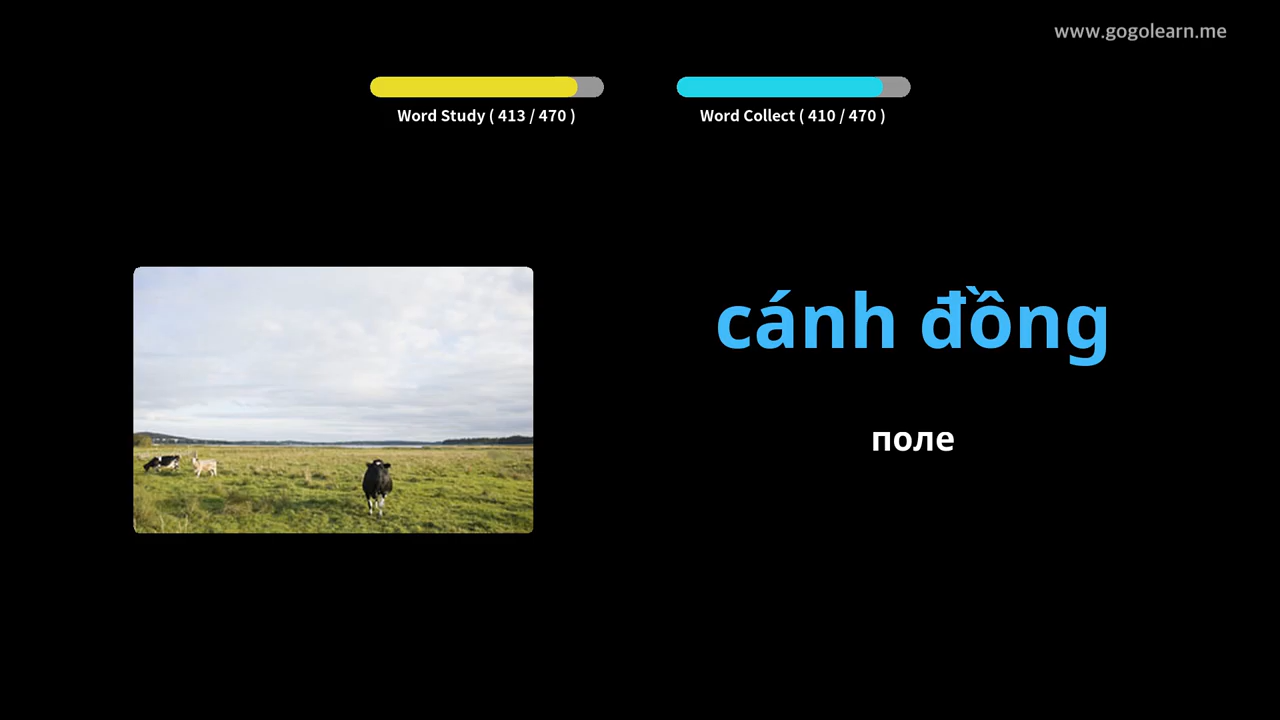 www.gogolearn.me
Word Study ( 413 / 470 )
Word Collect ( 410 / 470 )
cánh đồng
поле